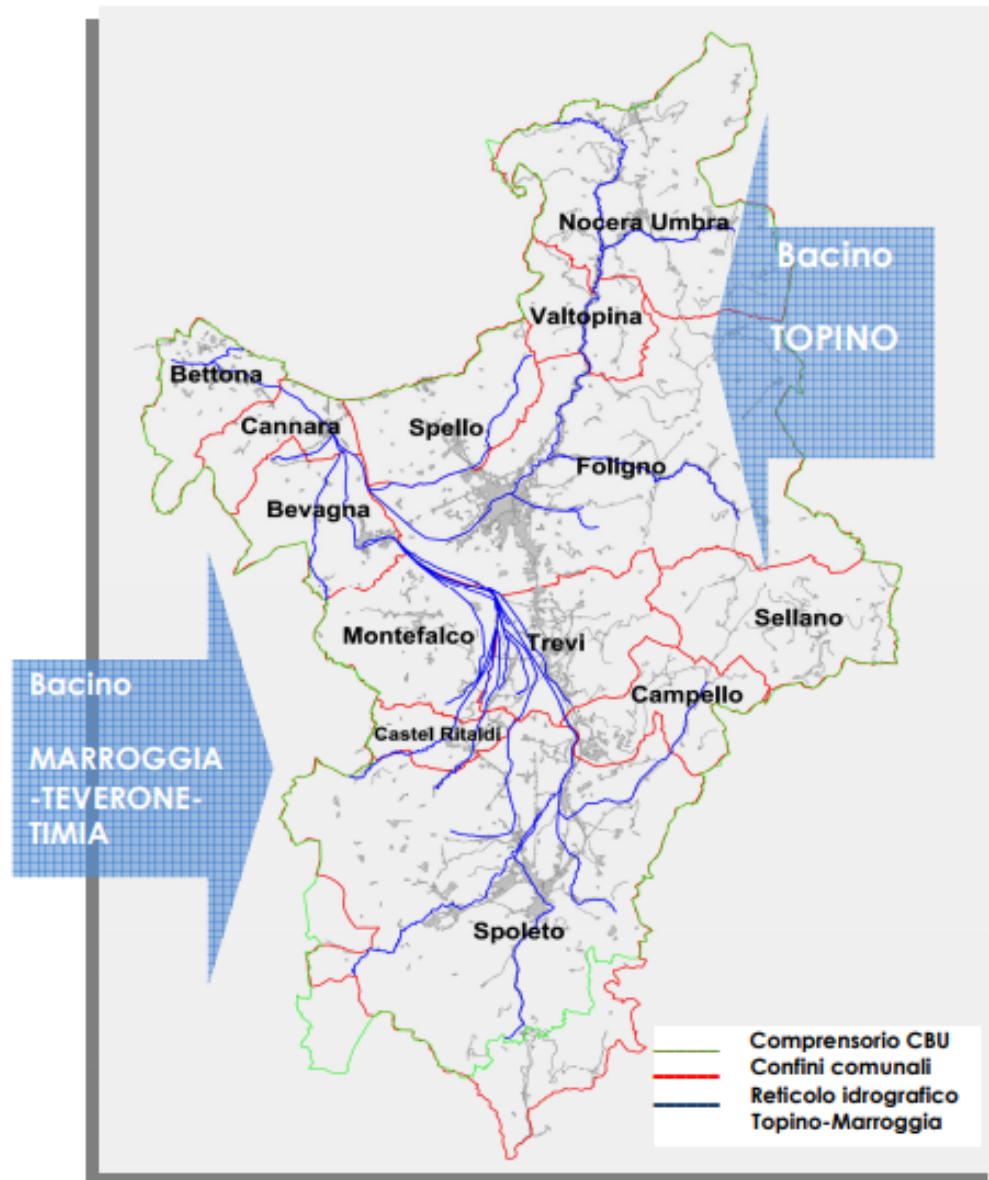 Nocera Umbra
Bacino
TOPINO
Valtopina
Bettona
Cannara
Spello
Foligno
Bevagna
Sellano
Montefalco
Trevi
Campello
Bacino
MARROGGIA
-TEVERONE-
TIMIA
Castel Ritaldi
Spoleto
Comprensorio CBU
Confini comunali
Reticolo idrografico
Topino-Marroggia